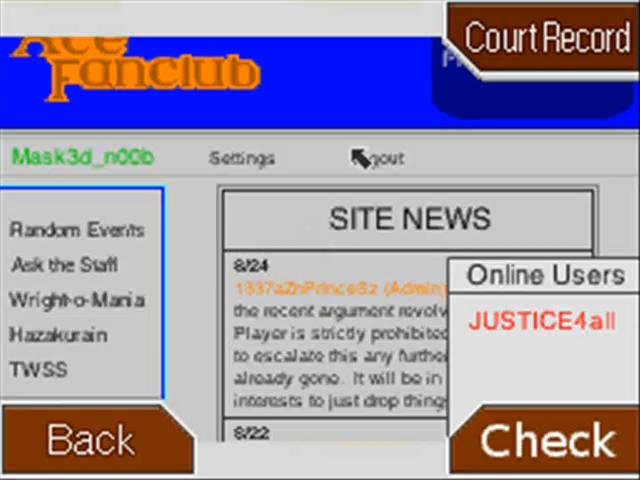 Court Record
Ace
Fanclub
Mask3d_n00b
Settings
Random Events
Ask the Staff
Wright-o-Mania
Hazakurain
TWSS
SITE NEWS
8/24
1337aZnPrinceSz (Admin)
the recent argument revolv
Player is strictly prohibited
to escalate this any further
already gone. It will be in
interests to just drop things
8/22
Online Users
JUSTICE4all
Back
Check